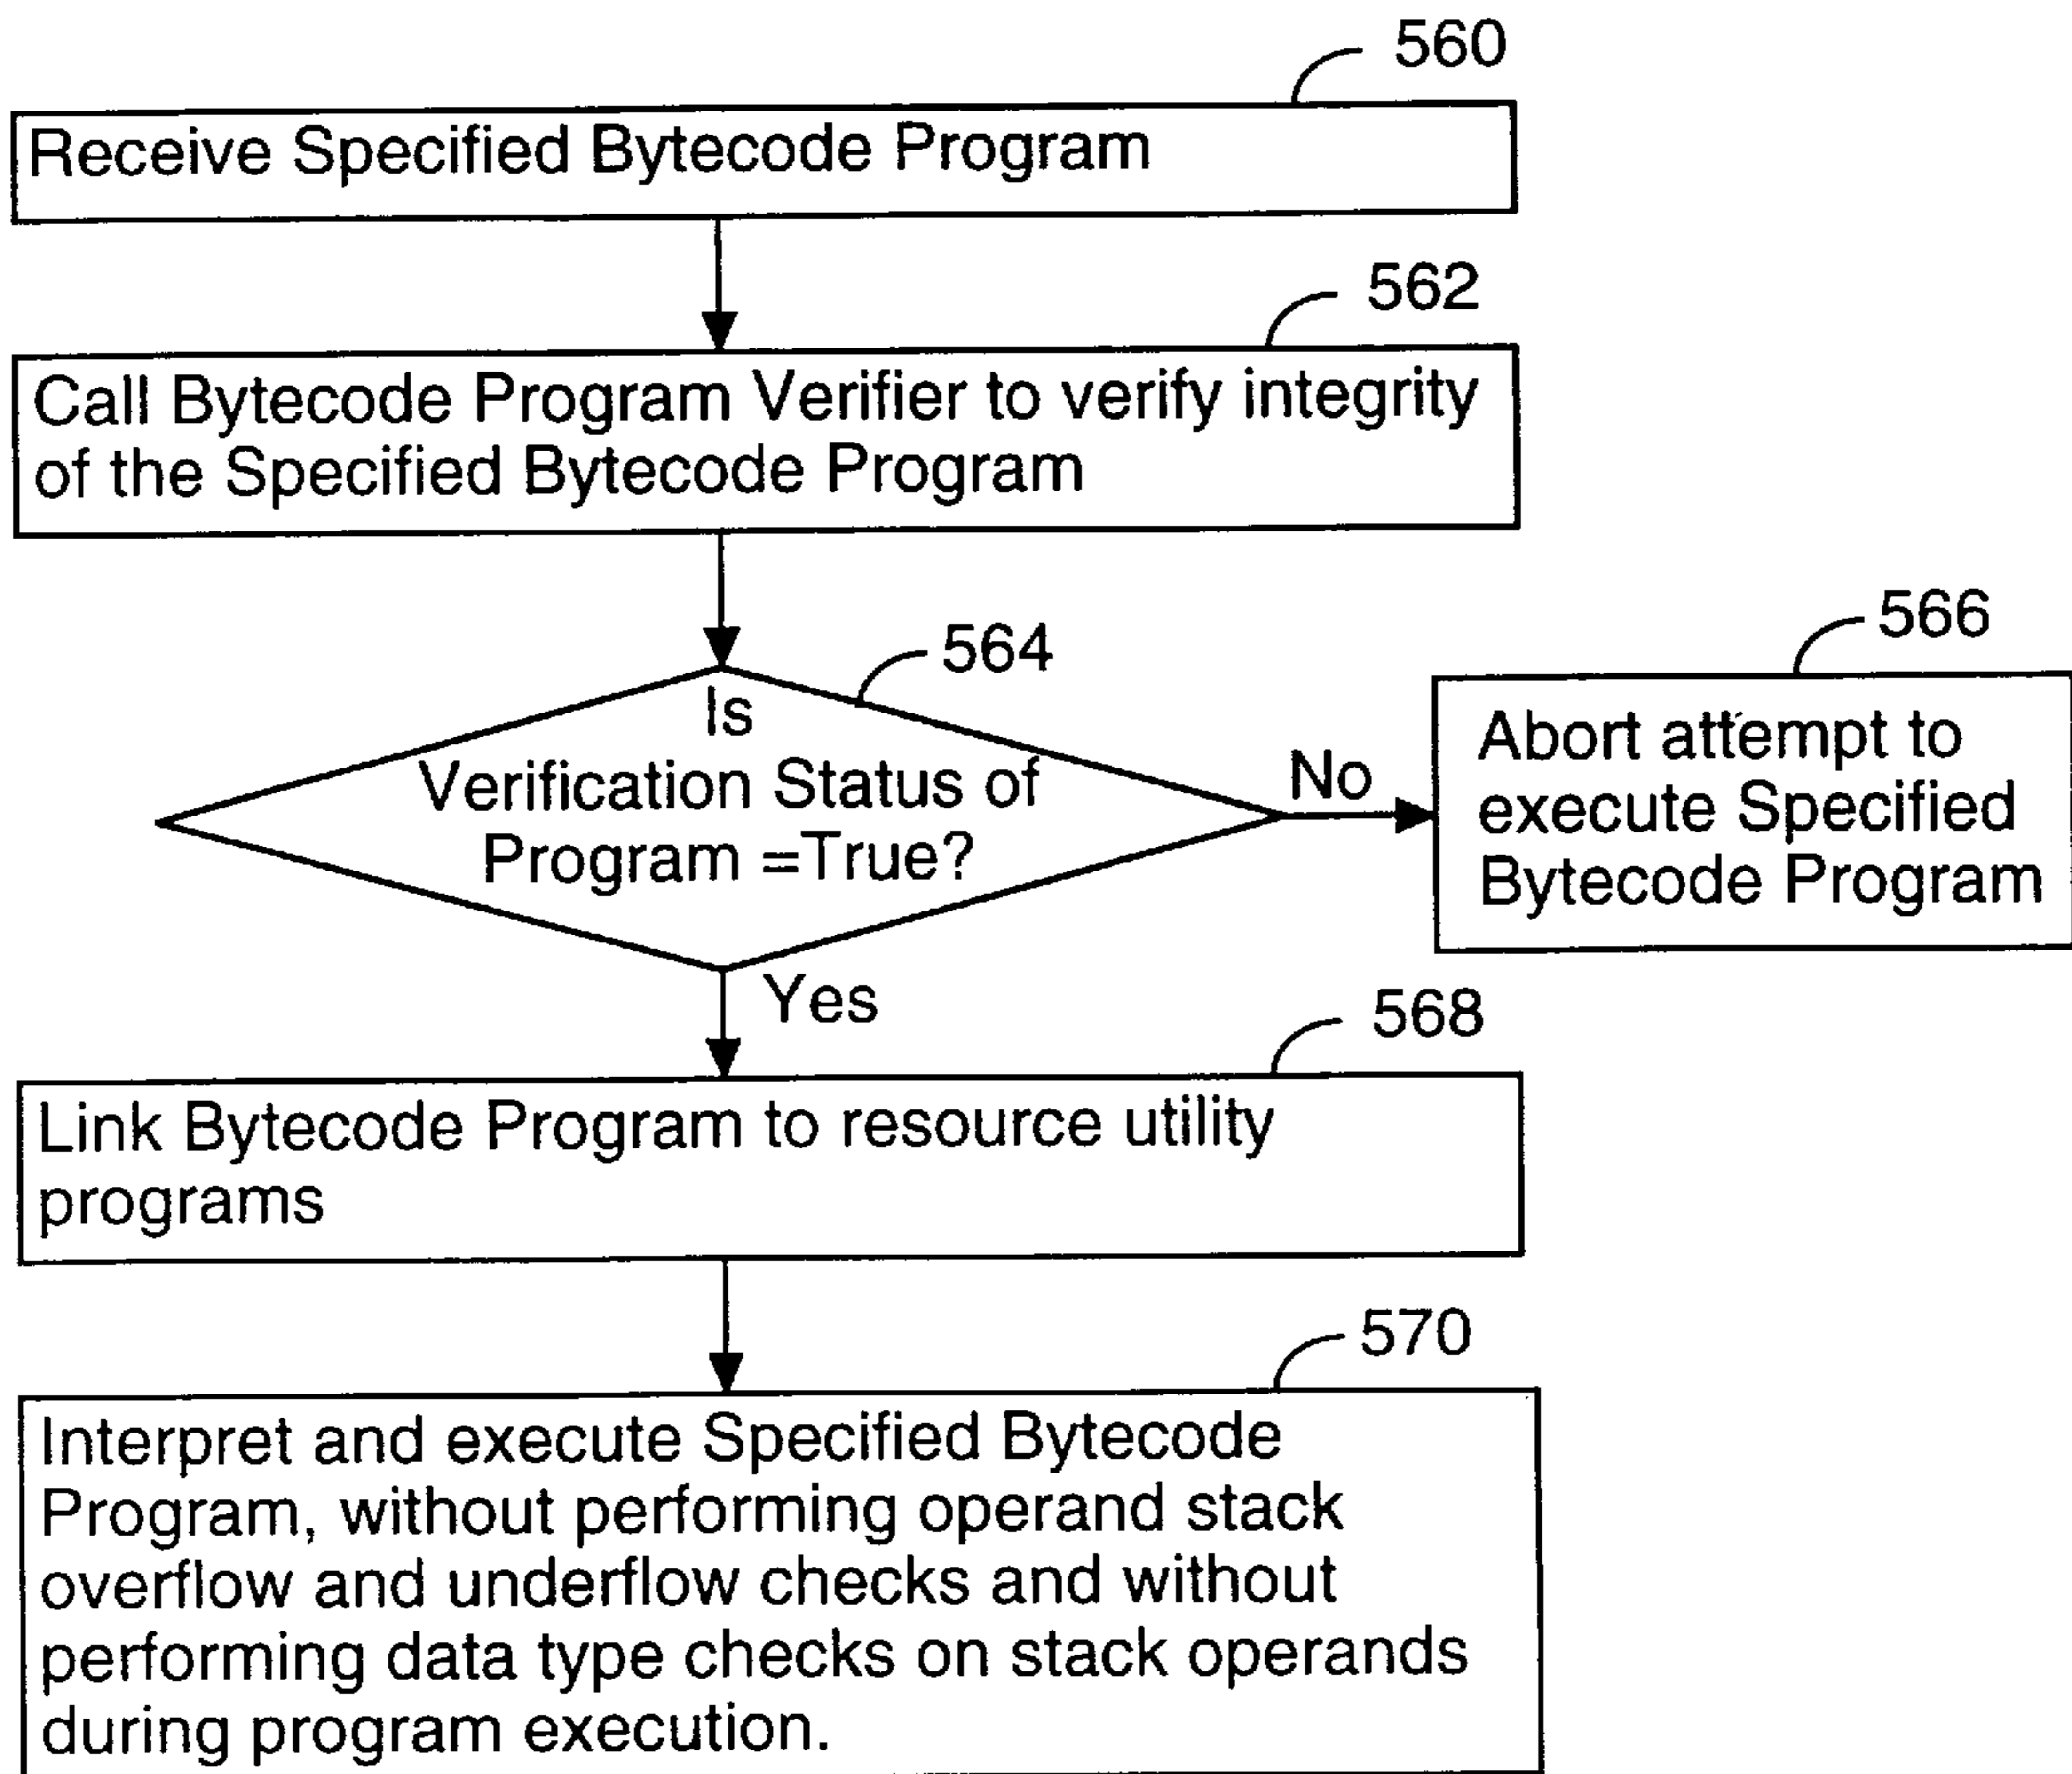 560
Receive Specified Bytecode Program
562
Call Bytecode Program Verifier to verify integrity
of the Specified Bytecode Program
564
Is
Verification Status of
Program =True?
No
566
Abort attempt to
execute Specified
Bytecode Program
Yes
568
Link Bytecode Program to resource utility
programs
570
Interpret and execute Specified Bytecode
Program, without performing operand stack
overflow and underflow checks and without
performing data type checks on stack operands
during program execution.